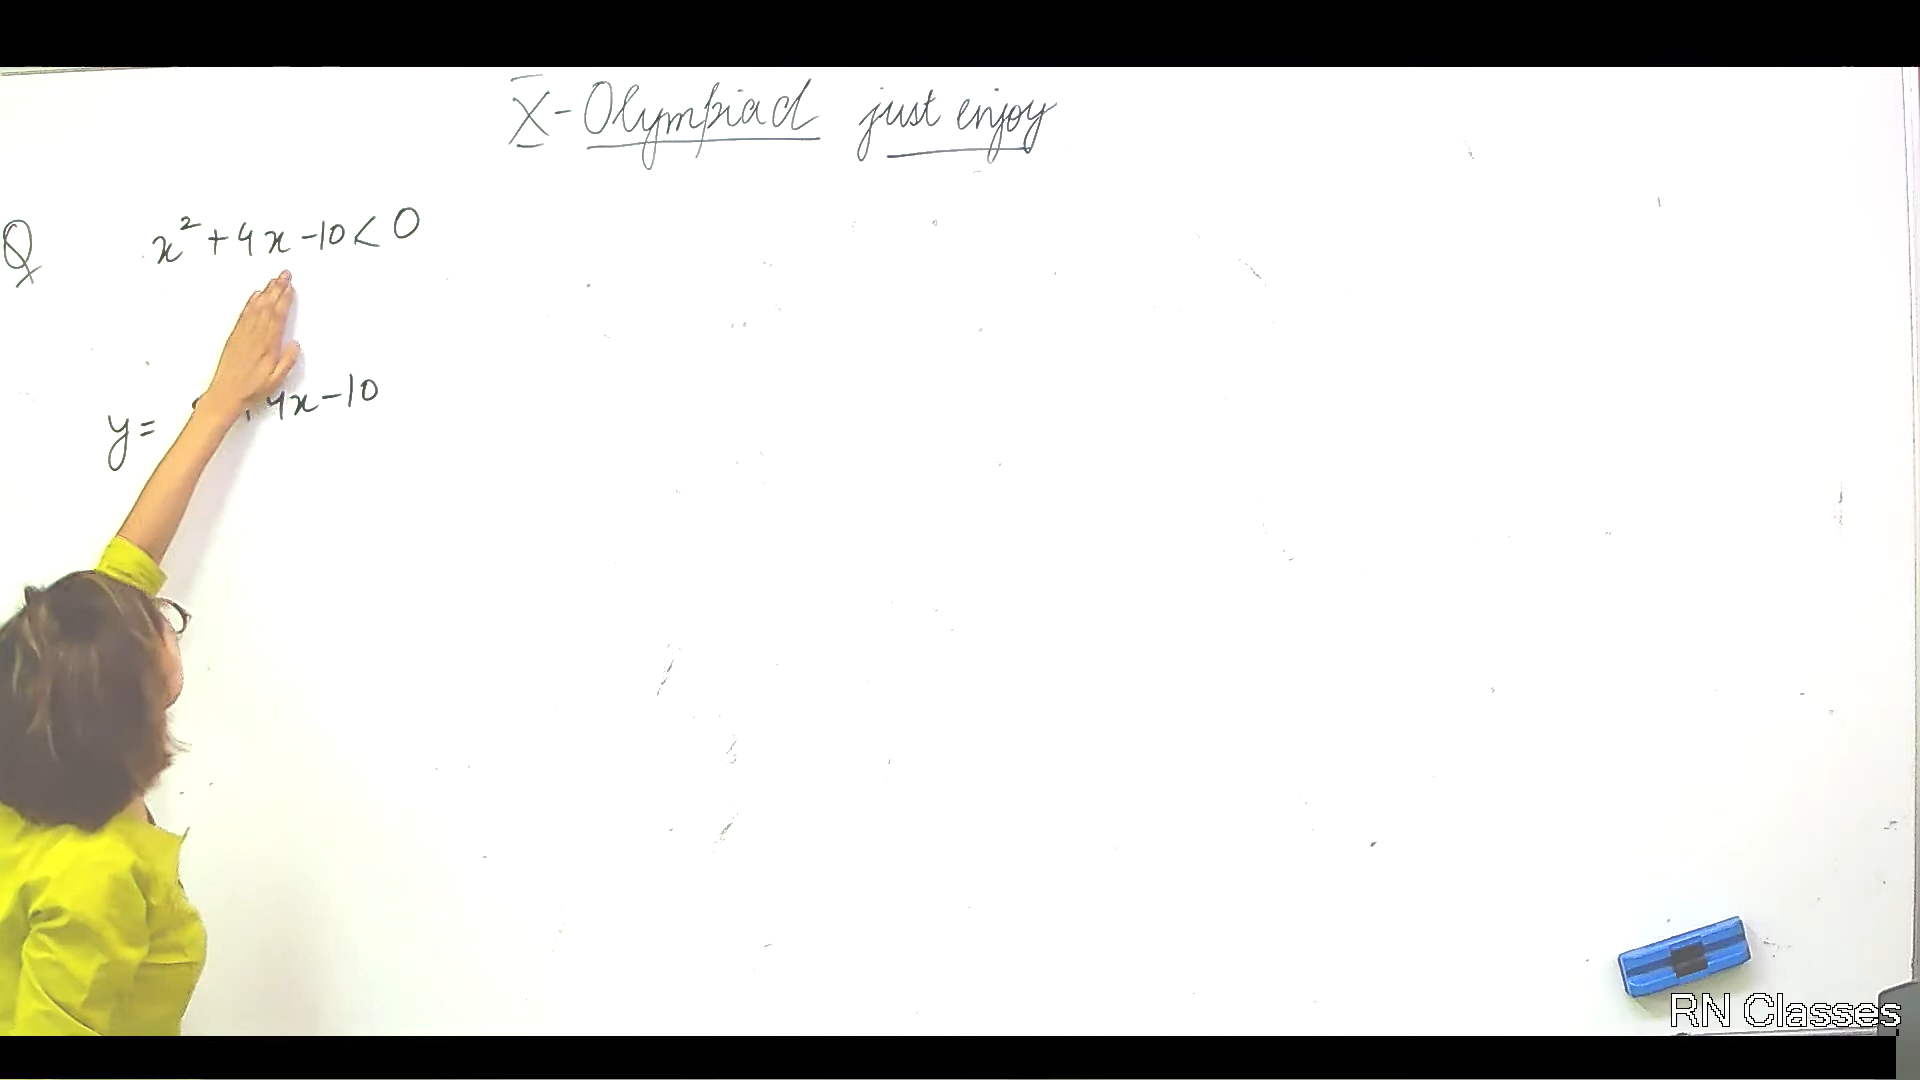 X-Olympiad just enjoy
Q x²+4x-10<0
y= 4x-10
RN Classes